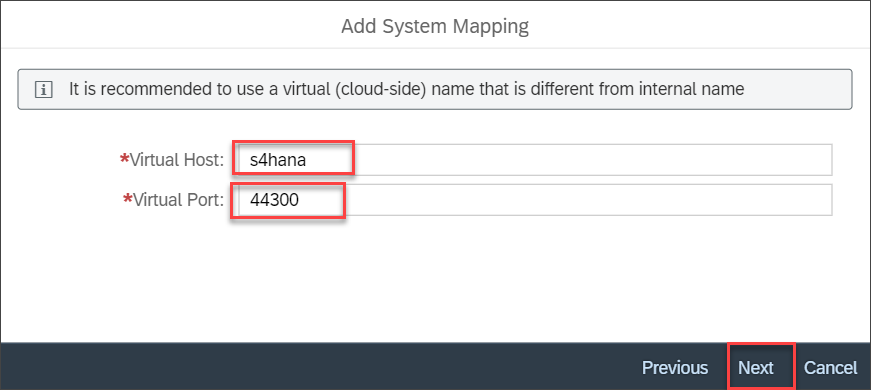 Add System Mapping
It is recommended to use a virtual (cloud-side) name that is different from internal name
*Virtual Host: s4hana
*Virtual Port: 44300
Previous Next Cancel